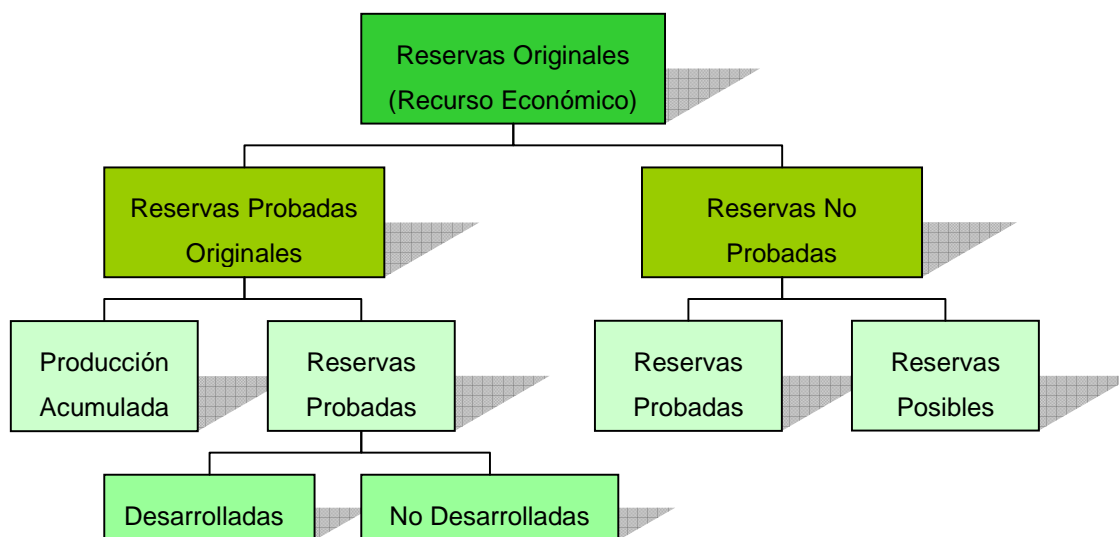 Reservas Originales
(Recurso Económico)
Reservas Probadas
Originales
Reservas No
Probadas
Producción
Acumulada
Reservas
Probadas
Reservas
Probadas
Reservas
Posibles
Desarrolladas
No Desarrolladas